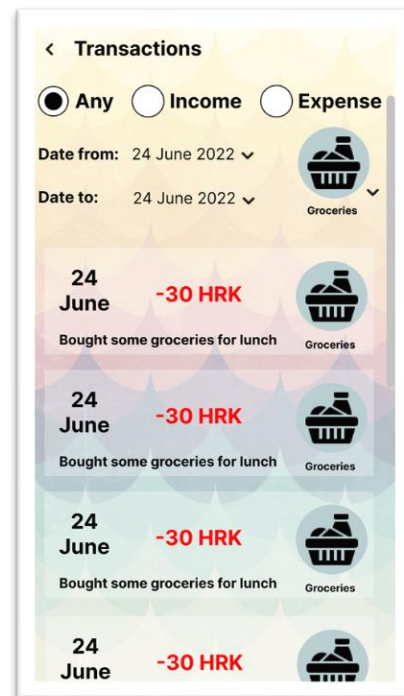 Transactions
Any Income Expense
Date from: 24 June 2022
Date to: 24 June 2022
Groceries
24
June
-30 HRK
Bought some groceries for lunch
Groceries
24
June
-30 HRK
Bought some groceries for lunch
Groceries
24
June
-30 HRK
Bought some groceries for lunch
Groceries
24
June
-30 HRK